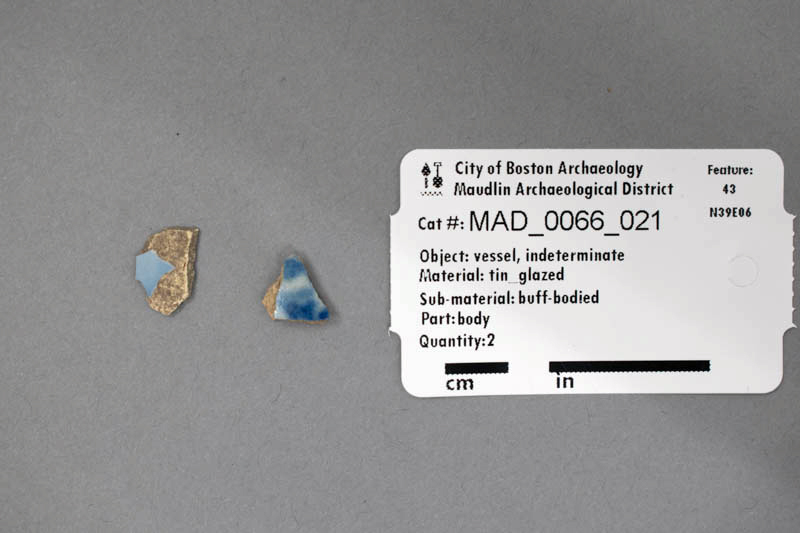 City of Boston Archaeology
Maudlin Archaeological District
Feature:
43
N39E06
Cat #: MAD_0066_021
Object: vessel, indeterminate
Material: tin_glazed
Sub-material: buff-bodied
Part: body
Quantity:2
cm
in